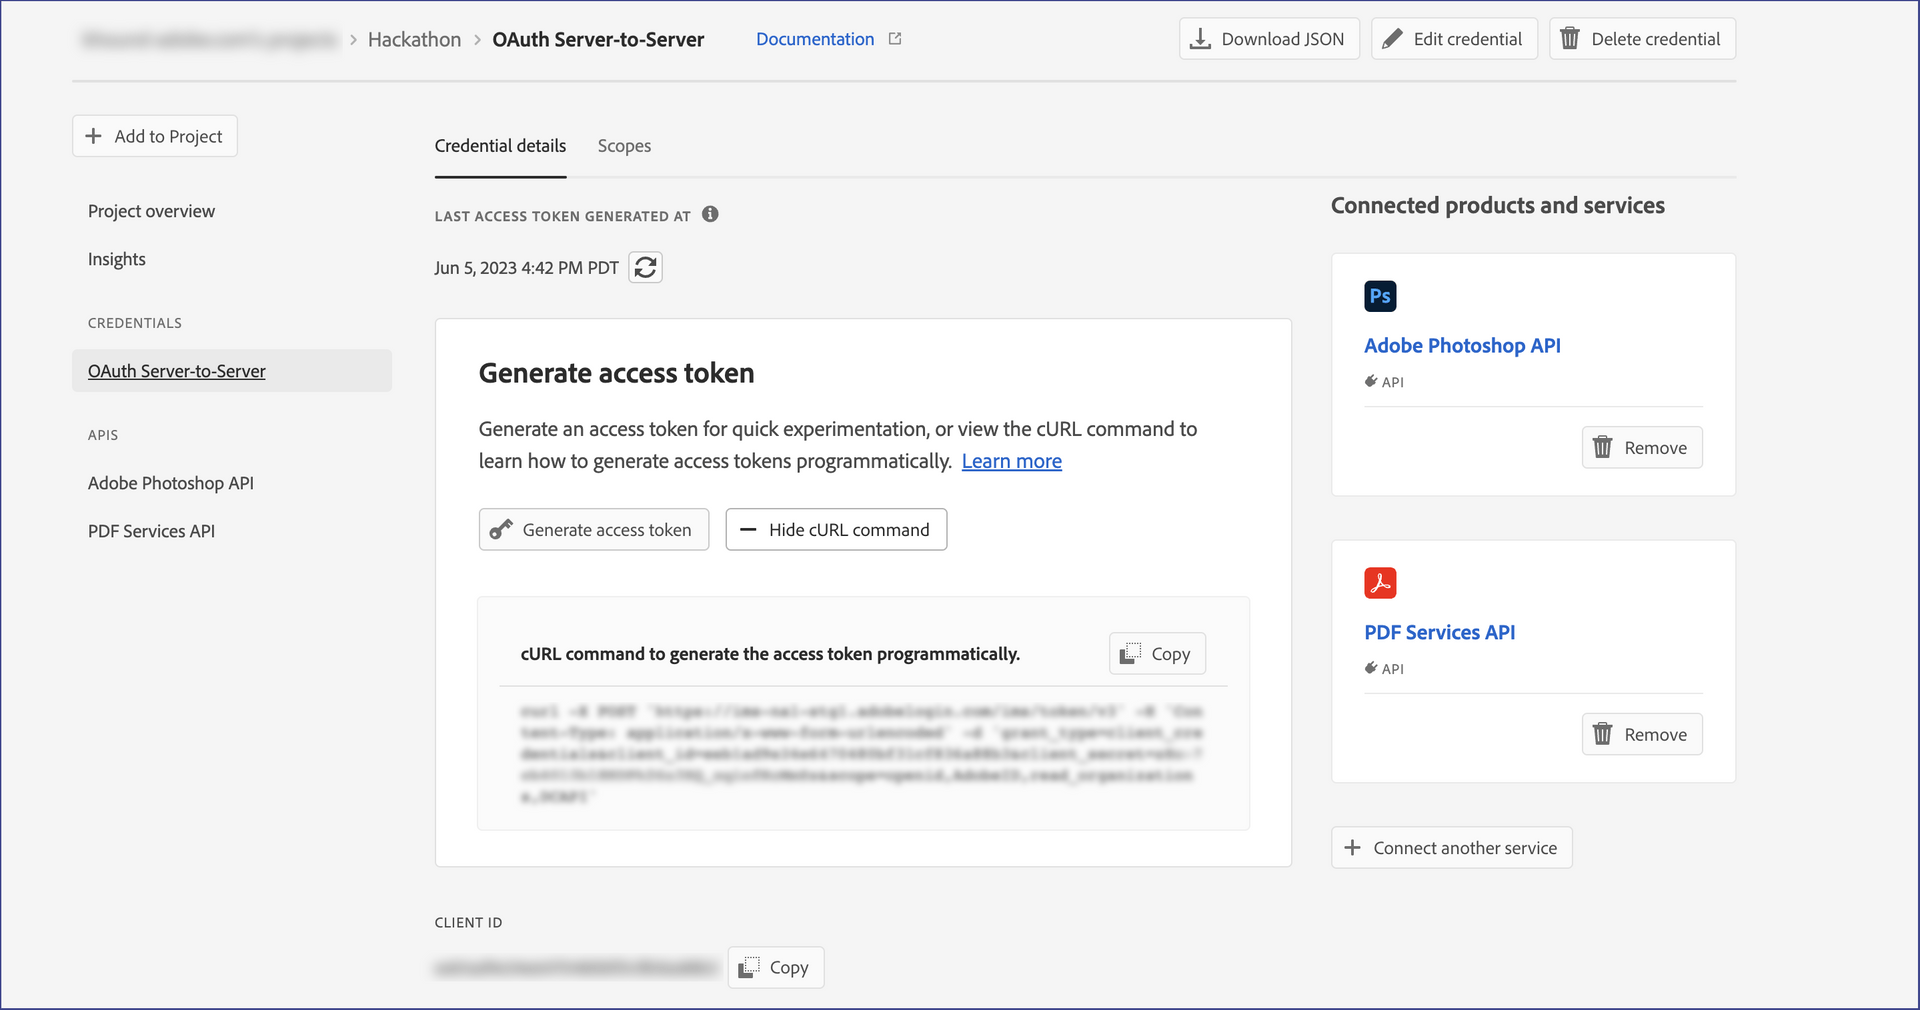 Hackathon > OAuth Server-to-Server
Documentation
Download JSON
Edit credential
Delete credential
Add to Project
Project overview
Insights
CREDENTIALS
OAuth Server-to-Server
APIS
Adobe Photoshop API
PDF Services API
Credential details
Scopes
LAST ACCESS TOKEN GENERATED AT
Jun 5, 2023 4:42 PM PDT
Generate access token
Generate an access token for quick experimentation, or view the cURL command to
learn how to generate access tokens programmatically. Learn more
Generate access token
Hide cURL command
cURL command to generate the access token programmatically.
Copy
CLIENT ID
Copy
Connected products and services
Ps
Adobe Photoshop API
API
Remove
PDF Services API
API
Remove
Connect another service